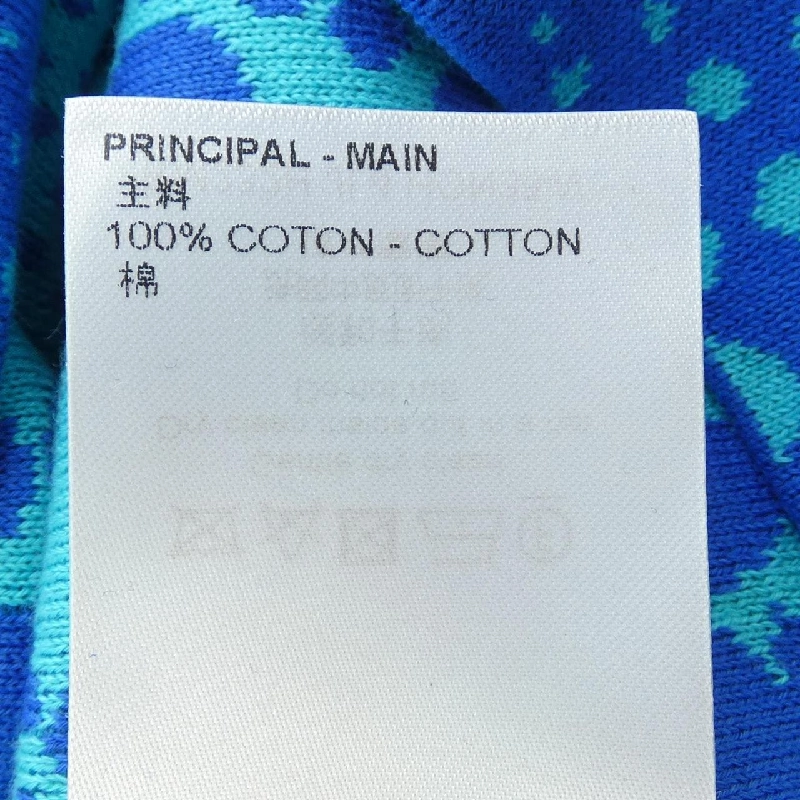 PRINCIPAL - MAIN
主料
100% COTON - COTTON
棉